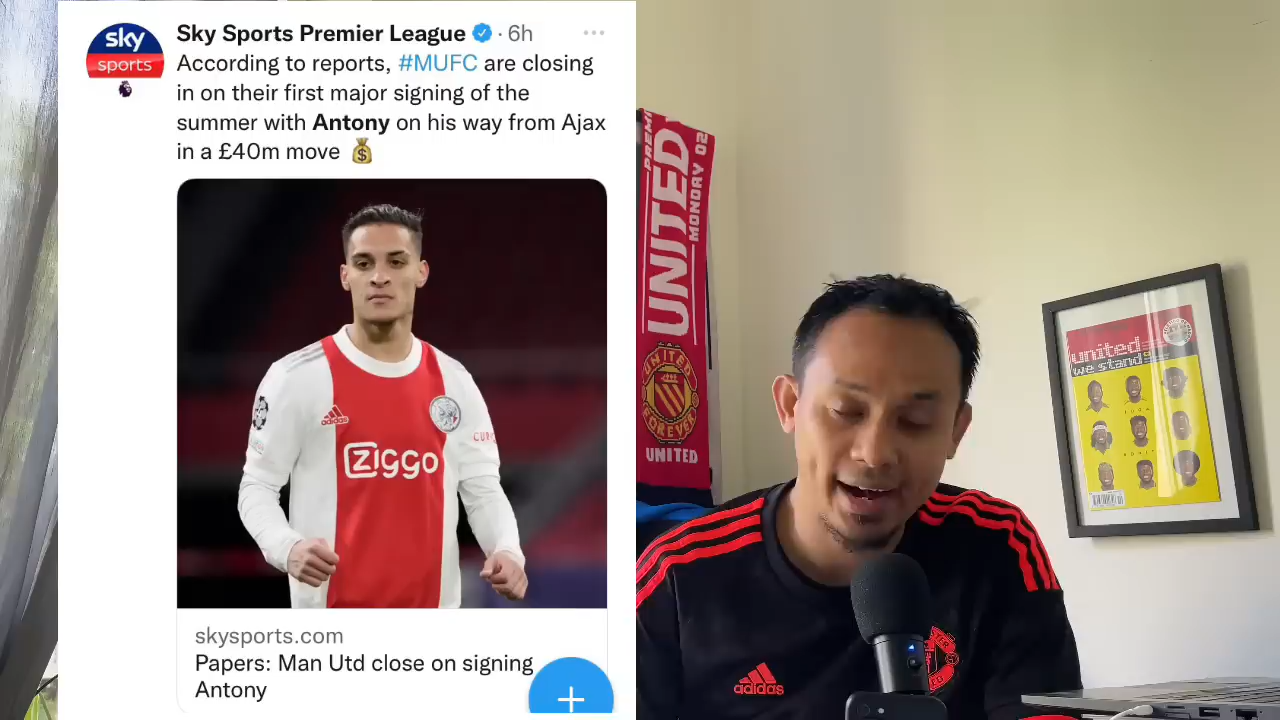 sky
sports
Sky Sports Premier League · 6h
According to reports, #MUFC are closing
in on their first major signing of the
summer with Antony on his way from Ajax
in a £40m move 💰
adidas
Ziggo
skysports.com
Papers: Man Utd close on signing
Antony
+
UNITED
MONDAY 02
UNITED
FOREVER
UNITED
united
we stand
adidas